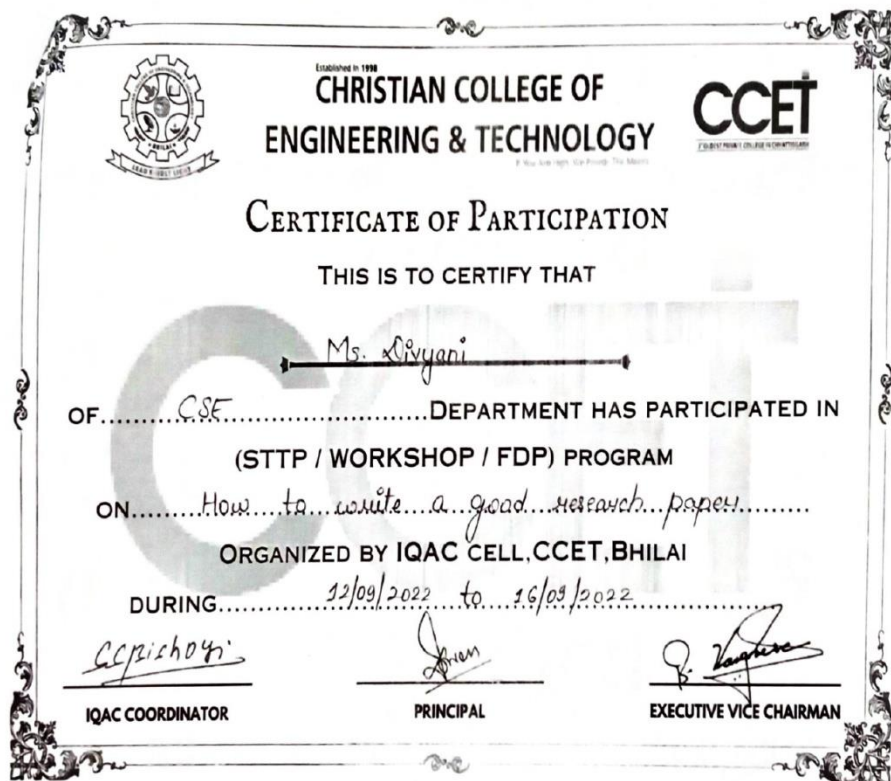 Established in 1998
CHRISTIAN COLLEGE OF
ENGINEERING & TECHNOLOGY
CCET
BHILAI
CERTIFICATE OF PARTICIPATION
THIS IS TO CERTIFY THAT
Ms. Divyani
OF......CSE......DEPARTMENT HAS PARTICIPATED IN
(STTP / WORKSHOP / FDP) PROGRAM
ON......How to write a good research paper......
ORGANIZED BY IQAC CELL,CCET,BHILAI
DURING......12/09/2022 to 16/09/2022......
IQAC COORDINATOR
PRINCIPAL
EXECUTIVE VICE CHAIRMAN